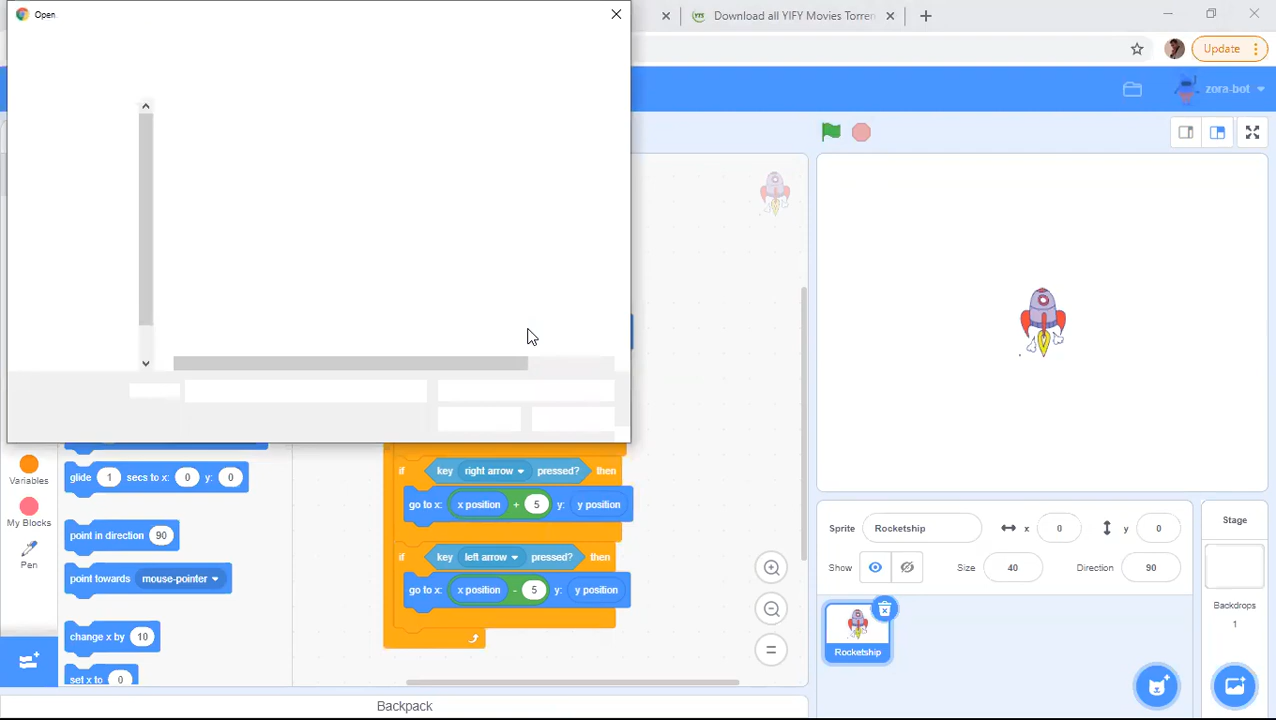 Open
Download all YIFY Movies Torren
Update
zora-bot
if key right arrow pressed? then
go to x: x position + 5 y: y position
if key left arrow pressed? then
go to x: x position - 5 y: y position
Variables
My Blocks
Pen
glide 1 secs to x: 0 y: 0
point in direction 90
point towards mouse-pointer
change x by 10
set x to 0
Backpack
Sprite Rocketship x 0 y 0
Show Size 40 Direction 90
Rocketship
Stage
Backdrops
1